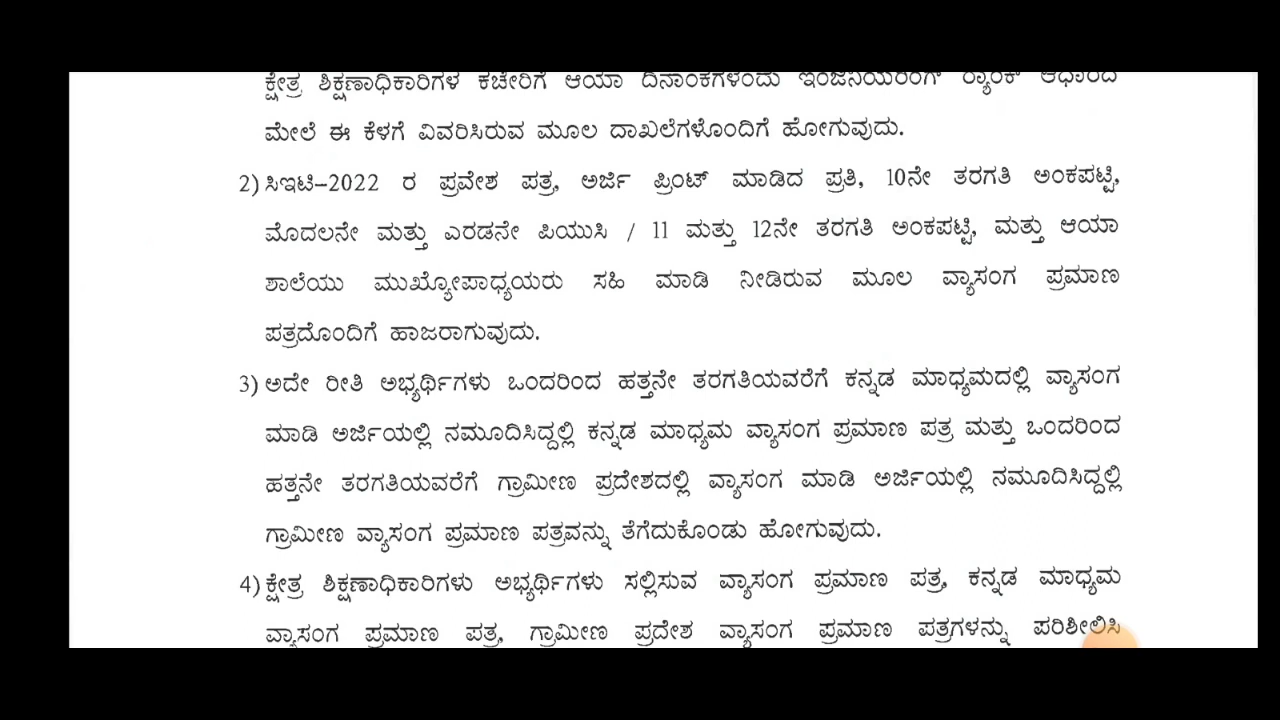 ಕ್ಷೇತ್ರ ಶಿಕ್ಷಣಾಧಿಕಾರಿಗಳ ಕಚೇರಿಗೆ ಆಯಾ ದಿನಾಂಕಗಳಂದು ಇಂಜಿನಿಯರಿಂಗ್ ರ‍್ಯಾಂಕ್ ಆಧಾರದ
ಮೇಲೆ ಈ ಕೆಳಗೆ ವಿವರಿಸಿರುವ ಮೂಲ ದಾಖಲೆಗಳೊಂದಿಗೆ ಹೋಗುವುದು.
2) ಸಿಇಟಿ–2022 ರ ಪ್ರವೇಶ ಪತ್ರ, ಅರ್ಜಿ ಪ್ರಿಂಟ್ ಮಾಡಿದ ಪ್ರತಿ, 10ನೇ ತರಗತಿ ಅಂಕಪಟ್ಟಿ,
ಮೊದಲನೇ ಮತ್ತು ಎರಡನೇ ಪಿಯುಸಿ / 11 ಮತ್ತು 12ನೇ ತರಗತಿ ಅಂಕಪಟ್ಟಿ, ಮತ್ತು ಆಯಾ
ಶಾಲೆಯು ಮುಖ್ಯೋಪಾಧ್ಯಯರು ಸಹಿ ಮಾಡಿ ನೀಡಿರುವ ಮೂಲ ವ್ಯಾಸಂಗ ಪ್ರಮಾಣ
ಪತ್ರದೊಂದಿಗೆ ಹಾಜರಾಗುವುದು.
3) ಅದೇ ರೀತಿ ಅಭ್ಯರ್ಥಿಗಳು ಒಂದರಿಂದ ಹತ್ತನೇ ತರಗತಿಯವರೆಗೆ ಕನ್ನಡ ಮಾಧ್ಯಮದಲ್ಲಿ ವ್ಯಾಸಂಗ
ಮಾಡಿ ಅರ್ಜಿಯಲ್ಲಿ ನಮೂದಿಸಿದ್ದಲ್ಲಿ ಕನ್ನಡ ಮಾಧ್ಯಮ ವ್ಯಾಸಂಗ ಪ್ರಮಾಣ ಪತ್ರ ಮತ್ತು ಒಂದರಿಂದ
ಹತ್ತನೇ ತರಗತಿಯವರೆಗೆ ಗ್ರಾಮೀಣ ಪ್ರದೇಶದಲ್ಲಿ ವ್ಯಾಸಂಗ ಮಾಡಿ ಅರ್ಜಿಯಲ್ಲಿ ನಮೂದಿಸಿದ್ದಲ್ಲಿ
ಗ್ರಾಮೀಣ ವ್ಯಾಸಂಗ ಪ್ರಮಾಣ ಪತ್ರವನ್ನು ತೆಗೆದುಕೊಂಡು ಹೋಗುವುದು.
4) ಕ್ಷೇತ್ರ ಶಿಕ್ಷಣಾಧಿಕಾರಿಗಳು ಅಭ್ಯರ್ಥಿಗಳು ಸಲ್ಲಿಸುವ ವ್ಯಾಸಂಗ ಪ್ರಮಾಣ ಪತ್ರ, ಕನ್ನಡ ಮಾಧ್ಯಮ
ವ್ಯಾಸಂಗ ಪ್ರಮಾಣ ಪತ್ರ, ಗ್ರಾಮೀಣ ಪ್ರದೇಶ ವ್ಯಾಸಂಗ ಪ್ರಮಾಣ ಪತ್ರಗಳನ್ನು ಪರಿಶೀಲಿಸಿ